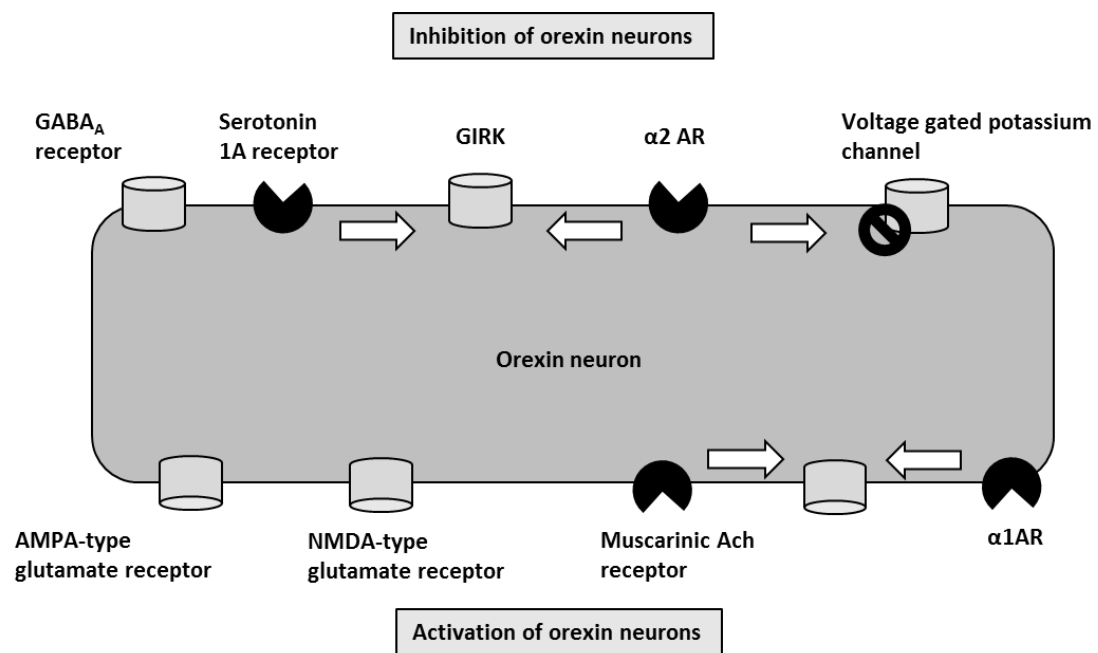 Inhibition of orexin neurons
GABAA
receptor
Serotonin
1A receptor
GIRK
α2 AR
Voltage gated potassium
channel
Orexin neuron
AMPA-type
glutamate receptor
NMDA-type
glutamate receptor
Muscarinic Ach
receptor
α1AR
Activation of orexin neurons